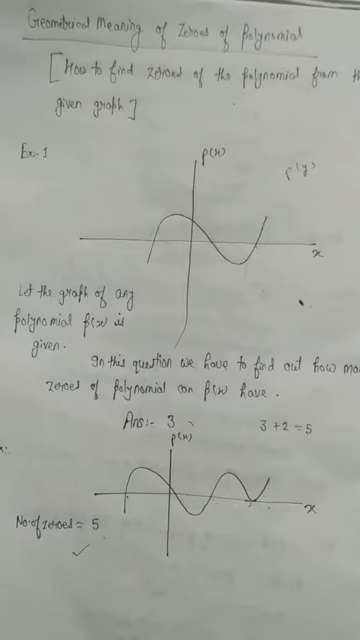 Geometrical Meaning of Zeroes of Polynomial
[How to find zeroes of the polynomial from th
given graph]
Ex. 1
p(x)
p(y)
x
Let the graph of any
polynomial p(x) is
given.
In this question we have to find out how ma
zeroes of polynomial can p(x) have.
Ans:- 3
3+2=5
p(x)
x
No. of zeroes = 5